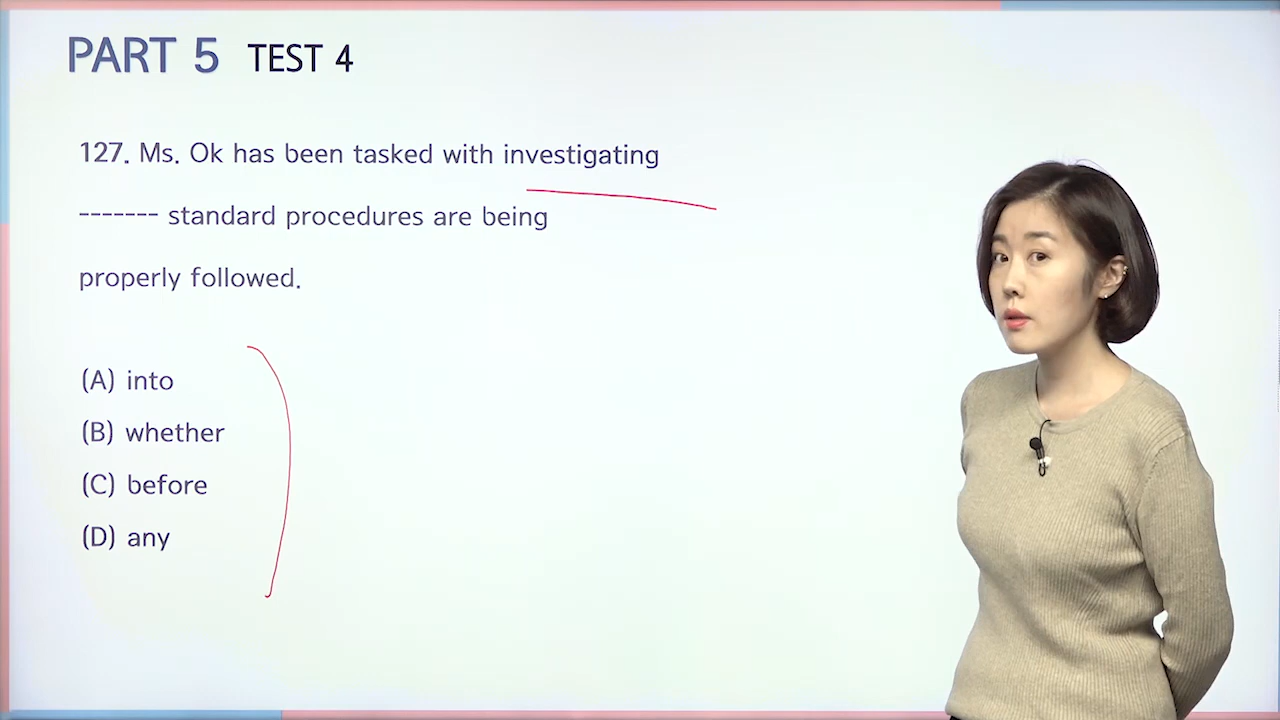 PART 5 TEST 4
127. Ms. Ok has been tasked with investigating
------- standard procedures are being
properly followed.
(A) into
(B) whether
(C) before
(D) any